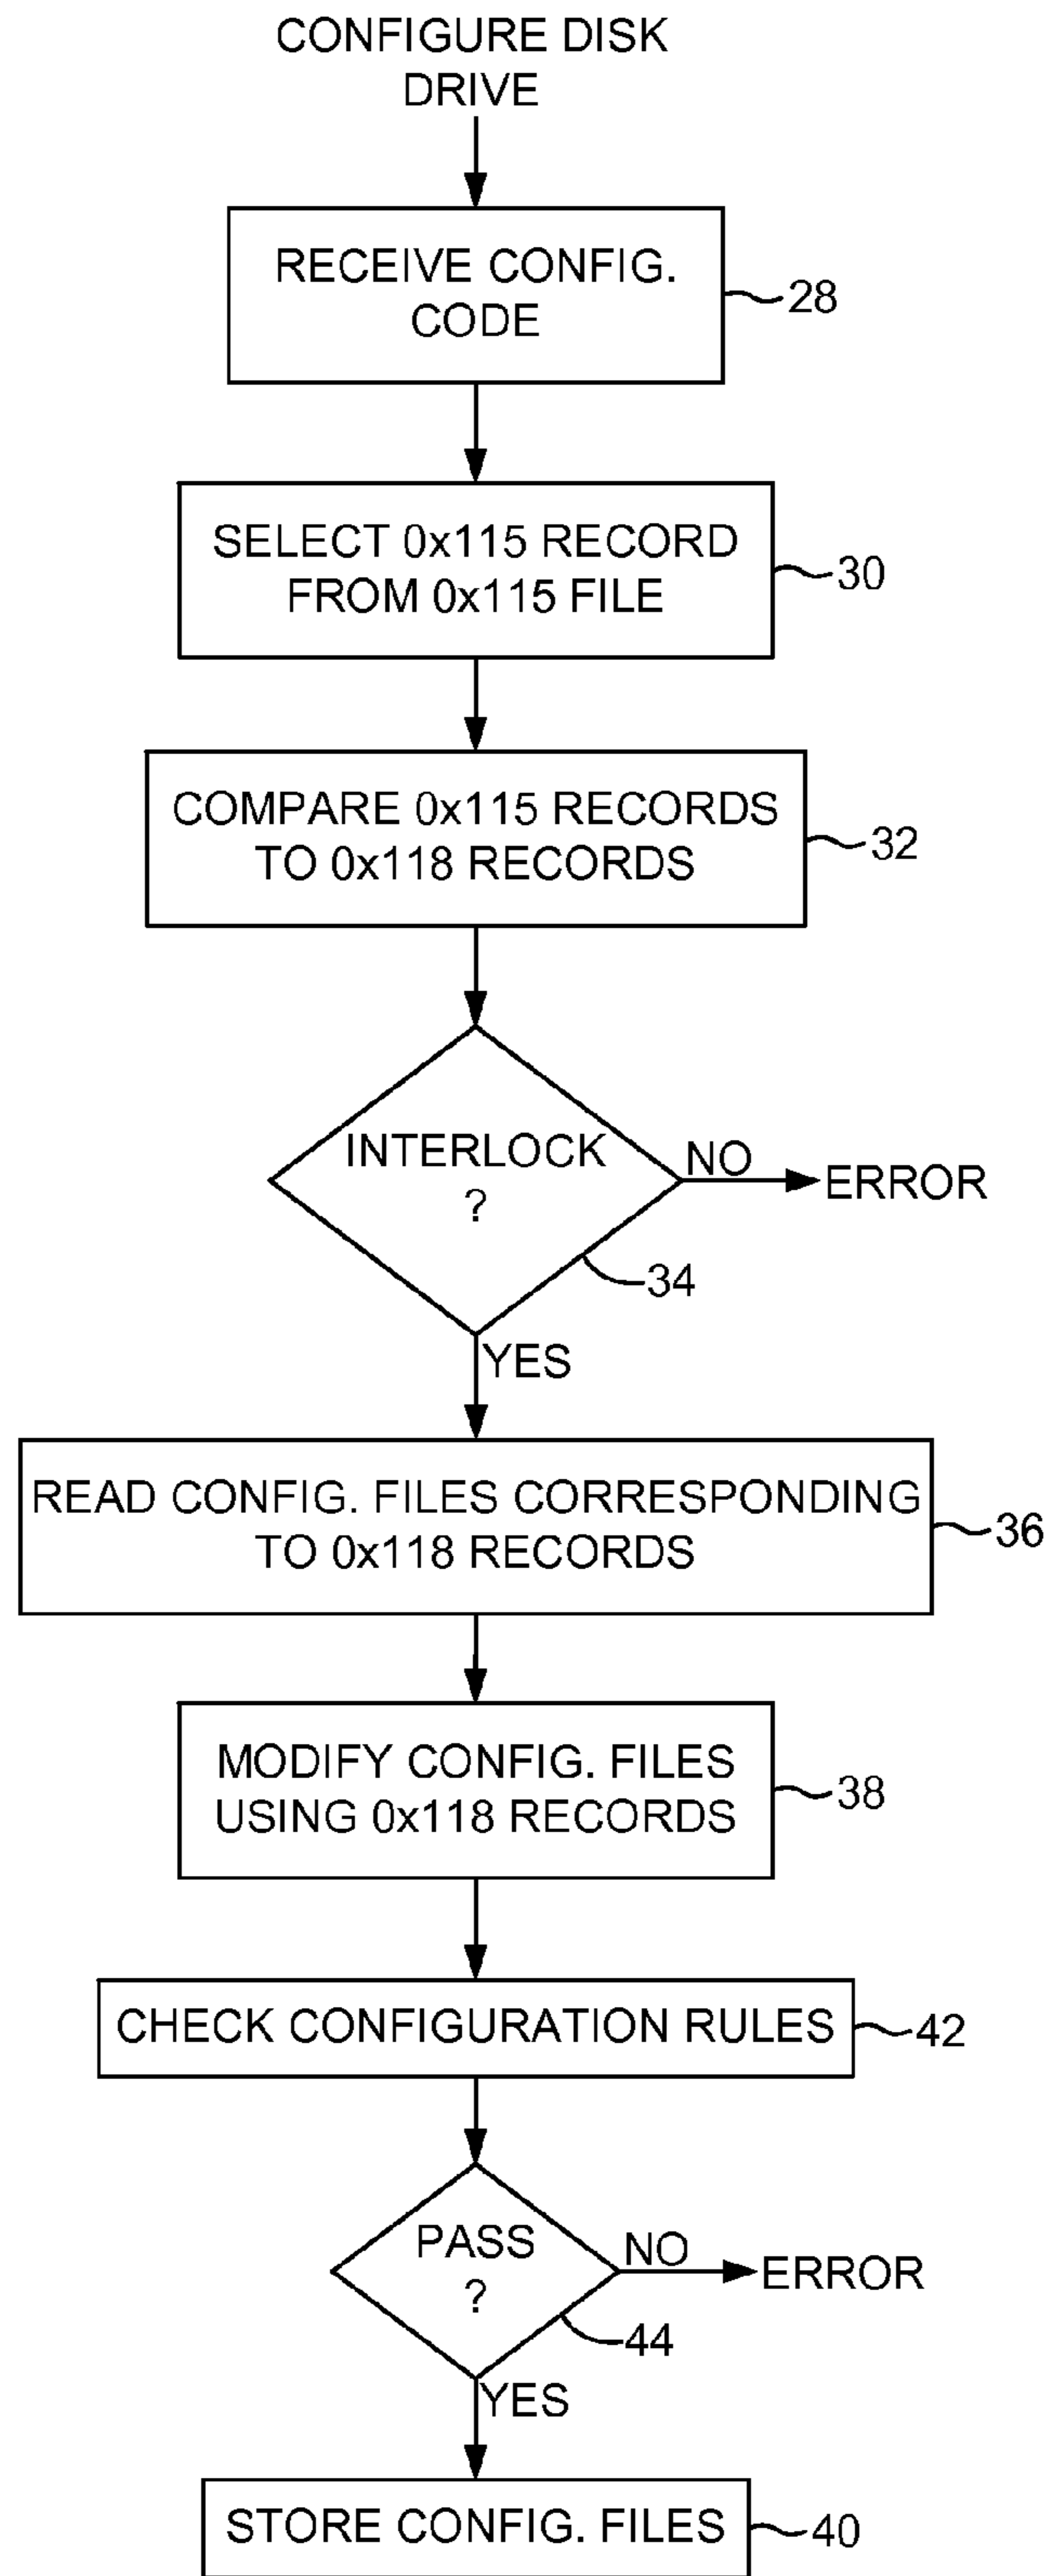 CONFIGURE DISK
DRIVE
RECEIVE CONFIG.
CODE
28
SELECT 0x115 RECORD
FROM 0x115 FILE
30
COMPARE 0x115 RECORDS
TO 0x118 RECORDS
32
INTERLOCK
?
NO
ERROR
34
YES
READ CONFIG. FILES CORRESPONDING
TO 0x118 RECORDS
36
MODIFY CONFIG. FILES
USING 0x118 RECORDS
38
CHECK CONFIGURATION RULES
42
PASS
?
NO
ERROR
44
YES
STORE CONFIG. FILES
40